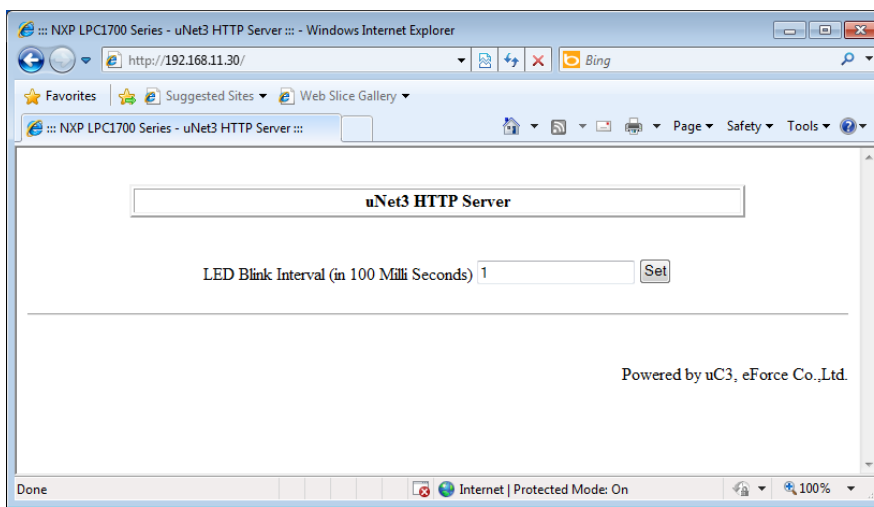 ::: NXP LPC1700 Series - uNet3 HTTP Server ::: - Windows Internet Explorer
http://192.168.11.30/ Bing
Favorites Suggested Sites Web Slice Gallery
::: NXP LPC1700 Series - uNet3 HTTP Server ::: Page Safety Tools
uNet3 HTTP Server
LED Blink Interval (in 100 Milli Seconds) 1 Set
Powered by uC3, eForce Co.,Ltd.
Done Internet | Protected Mode: On 100%